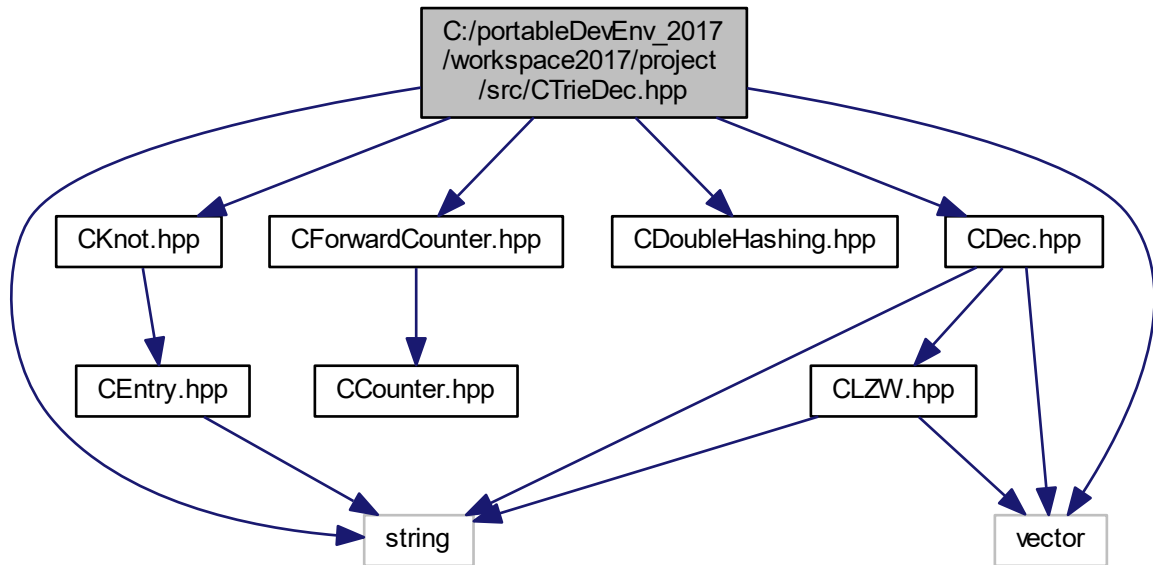 C:/portableDevEnv_2017
/workspace2017/project
/src/CTrieDec.hpp
CKnot.hpp
CForwardCounter.hpp
CDoubleHashing.hpp
CDec.hpp
CEntry.hpp
CCounter.hpp
CLZW.hpp
string
vector